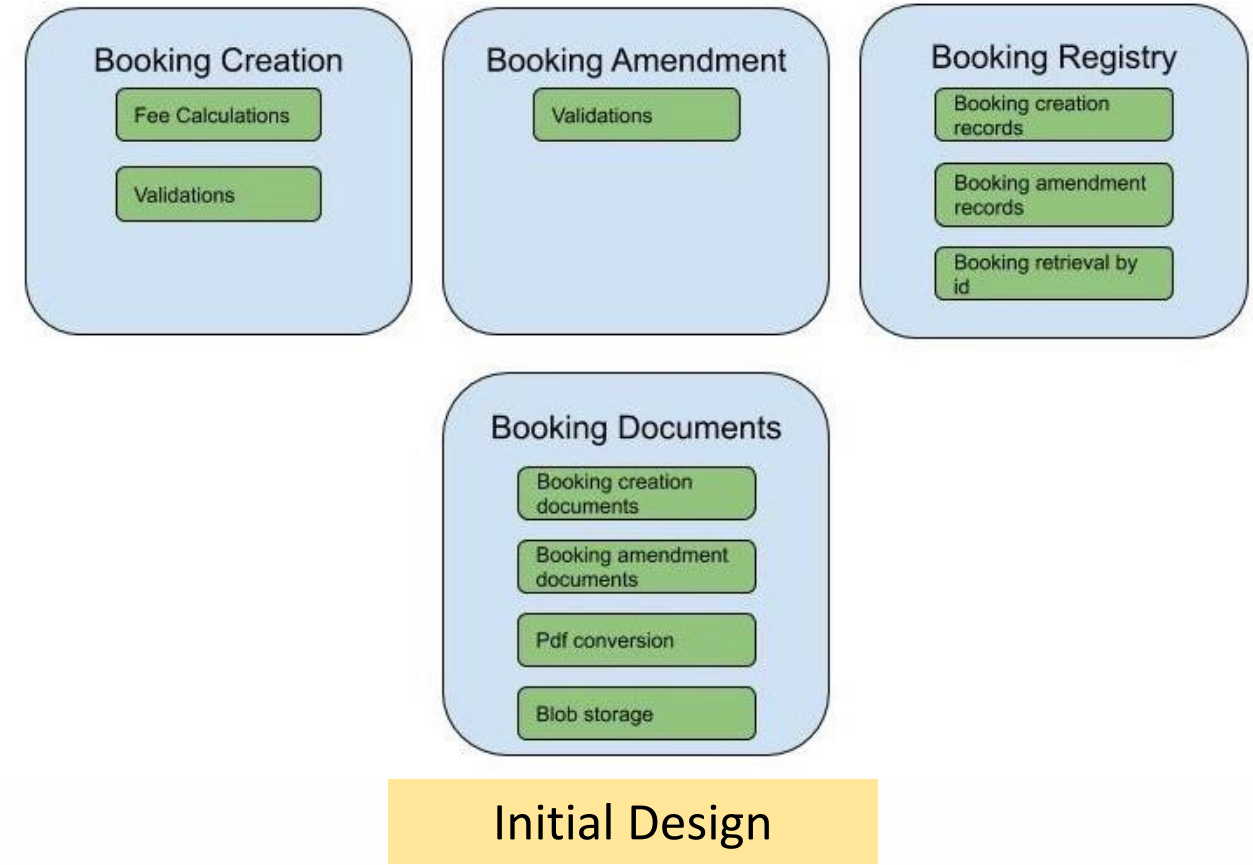 Booking Creation
Fee Calculations
Validations
Booking Amendment
Validations
Booking Registry
Booking creation
records
Booking amendment
records
Booking retrieval by
id
Booking Documents
Booking creation
documents
Booking amendment
documents
Pdf conversion
Blob storage
Initial Design